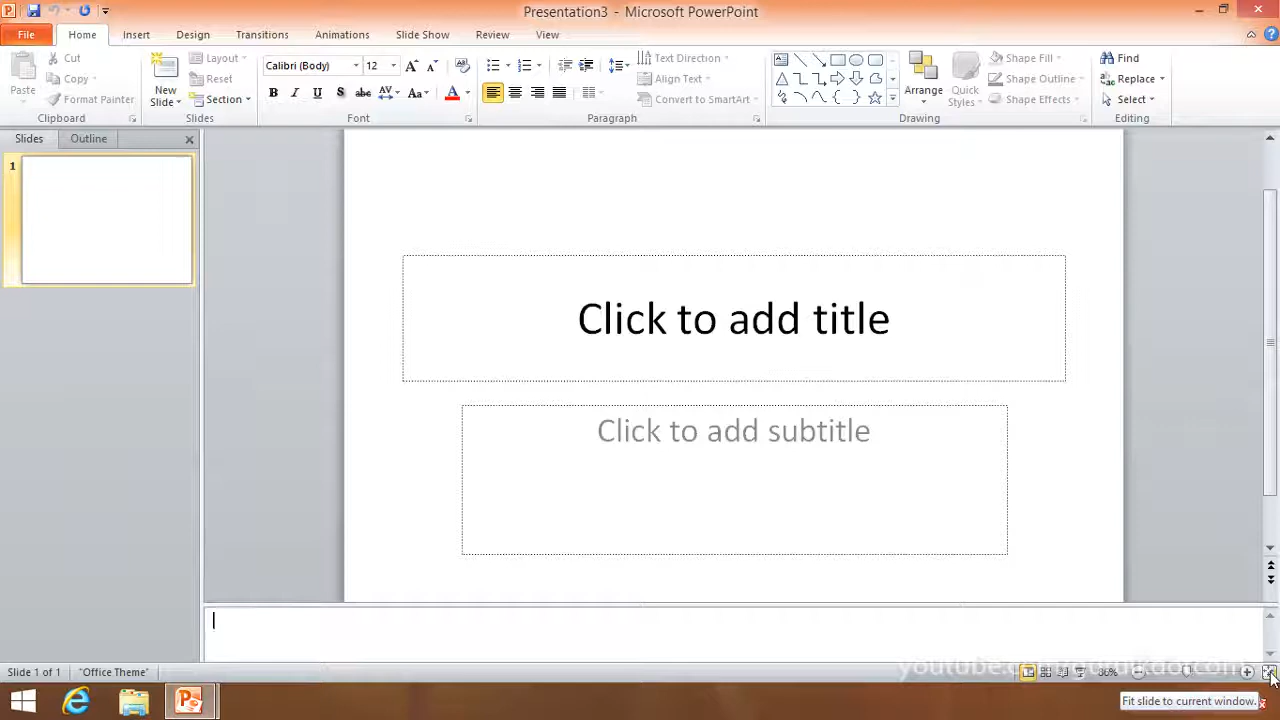 Presentation3 - Microsoft PowerPoint
File Home Insert Design Transitions Animations Slide Show Review View
Paste
Cut
Copy
Format Painter
Clipboard
New
Slide
Layout
Reset
Section
Slides
Calibri (Body) 12
B I U S abc AV Aa A
Font
Text Direction
Align Text
Convert to SmartArt
Paragraph
Arrange
Quick
Styles
Shape Fill
Shape Outline
Shape Effects
Drawing
Find
Replace
Select
Editing
Slides Outline
1
Click to add title
Click to add subtitle
Slide 1 of 1 "Office Theme" 86%
Fit slide to current window.